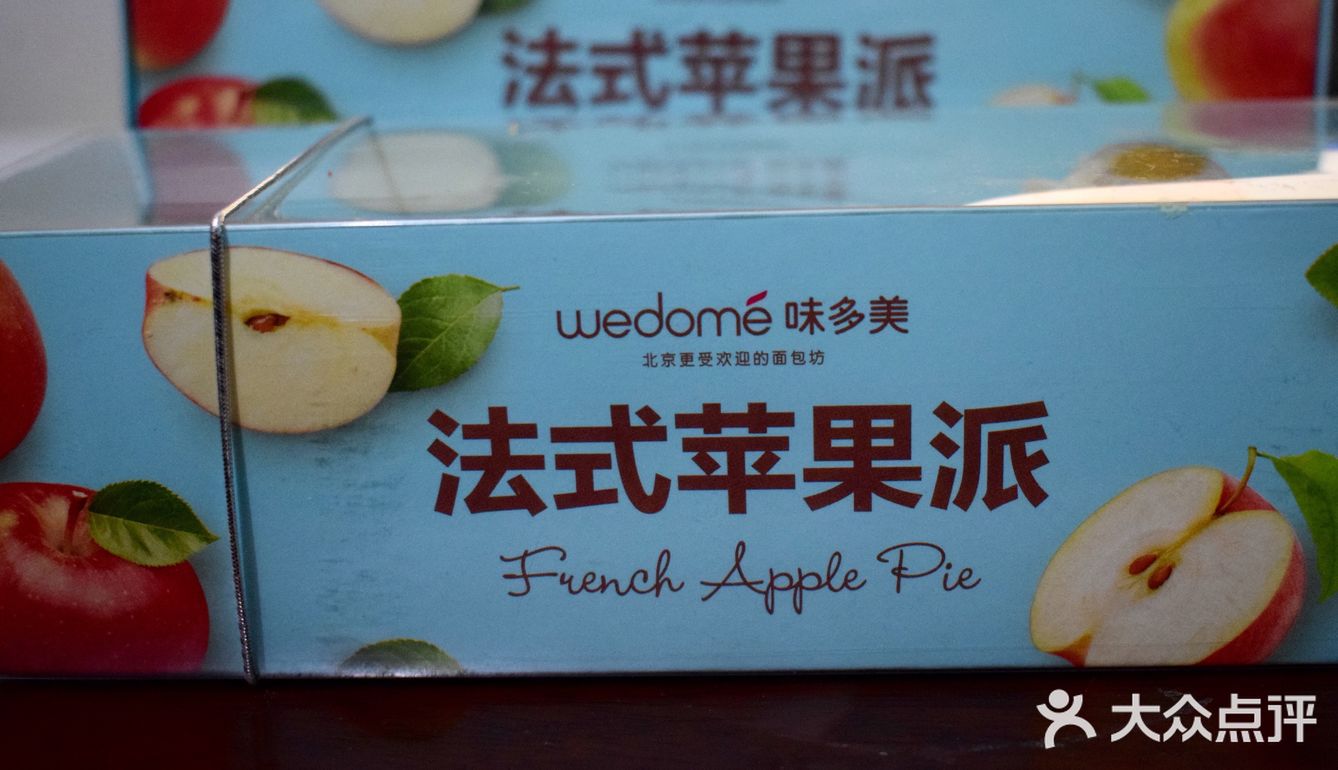 法式苹果派
wedomé 味多美
北京更受欢迎的面包坊
法式苹果派
French Apple Pie
大众点评